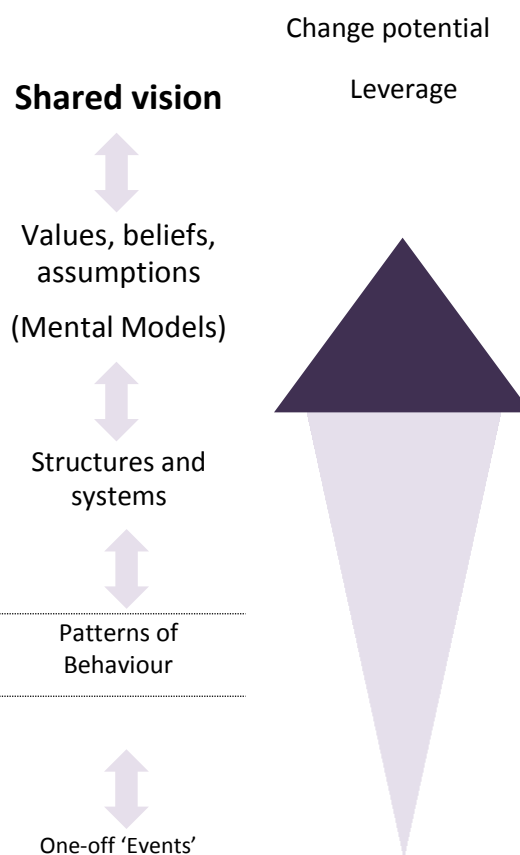 Change potential
Shared vision
Leverage
Values, beliefs,
assumptions
(Mental Models)
Structures and
systems
Patterns of
Behaviour
One-off ‘Events’